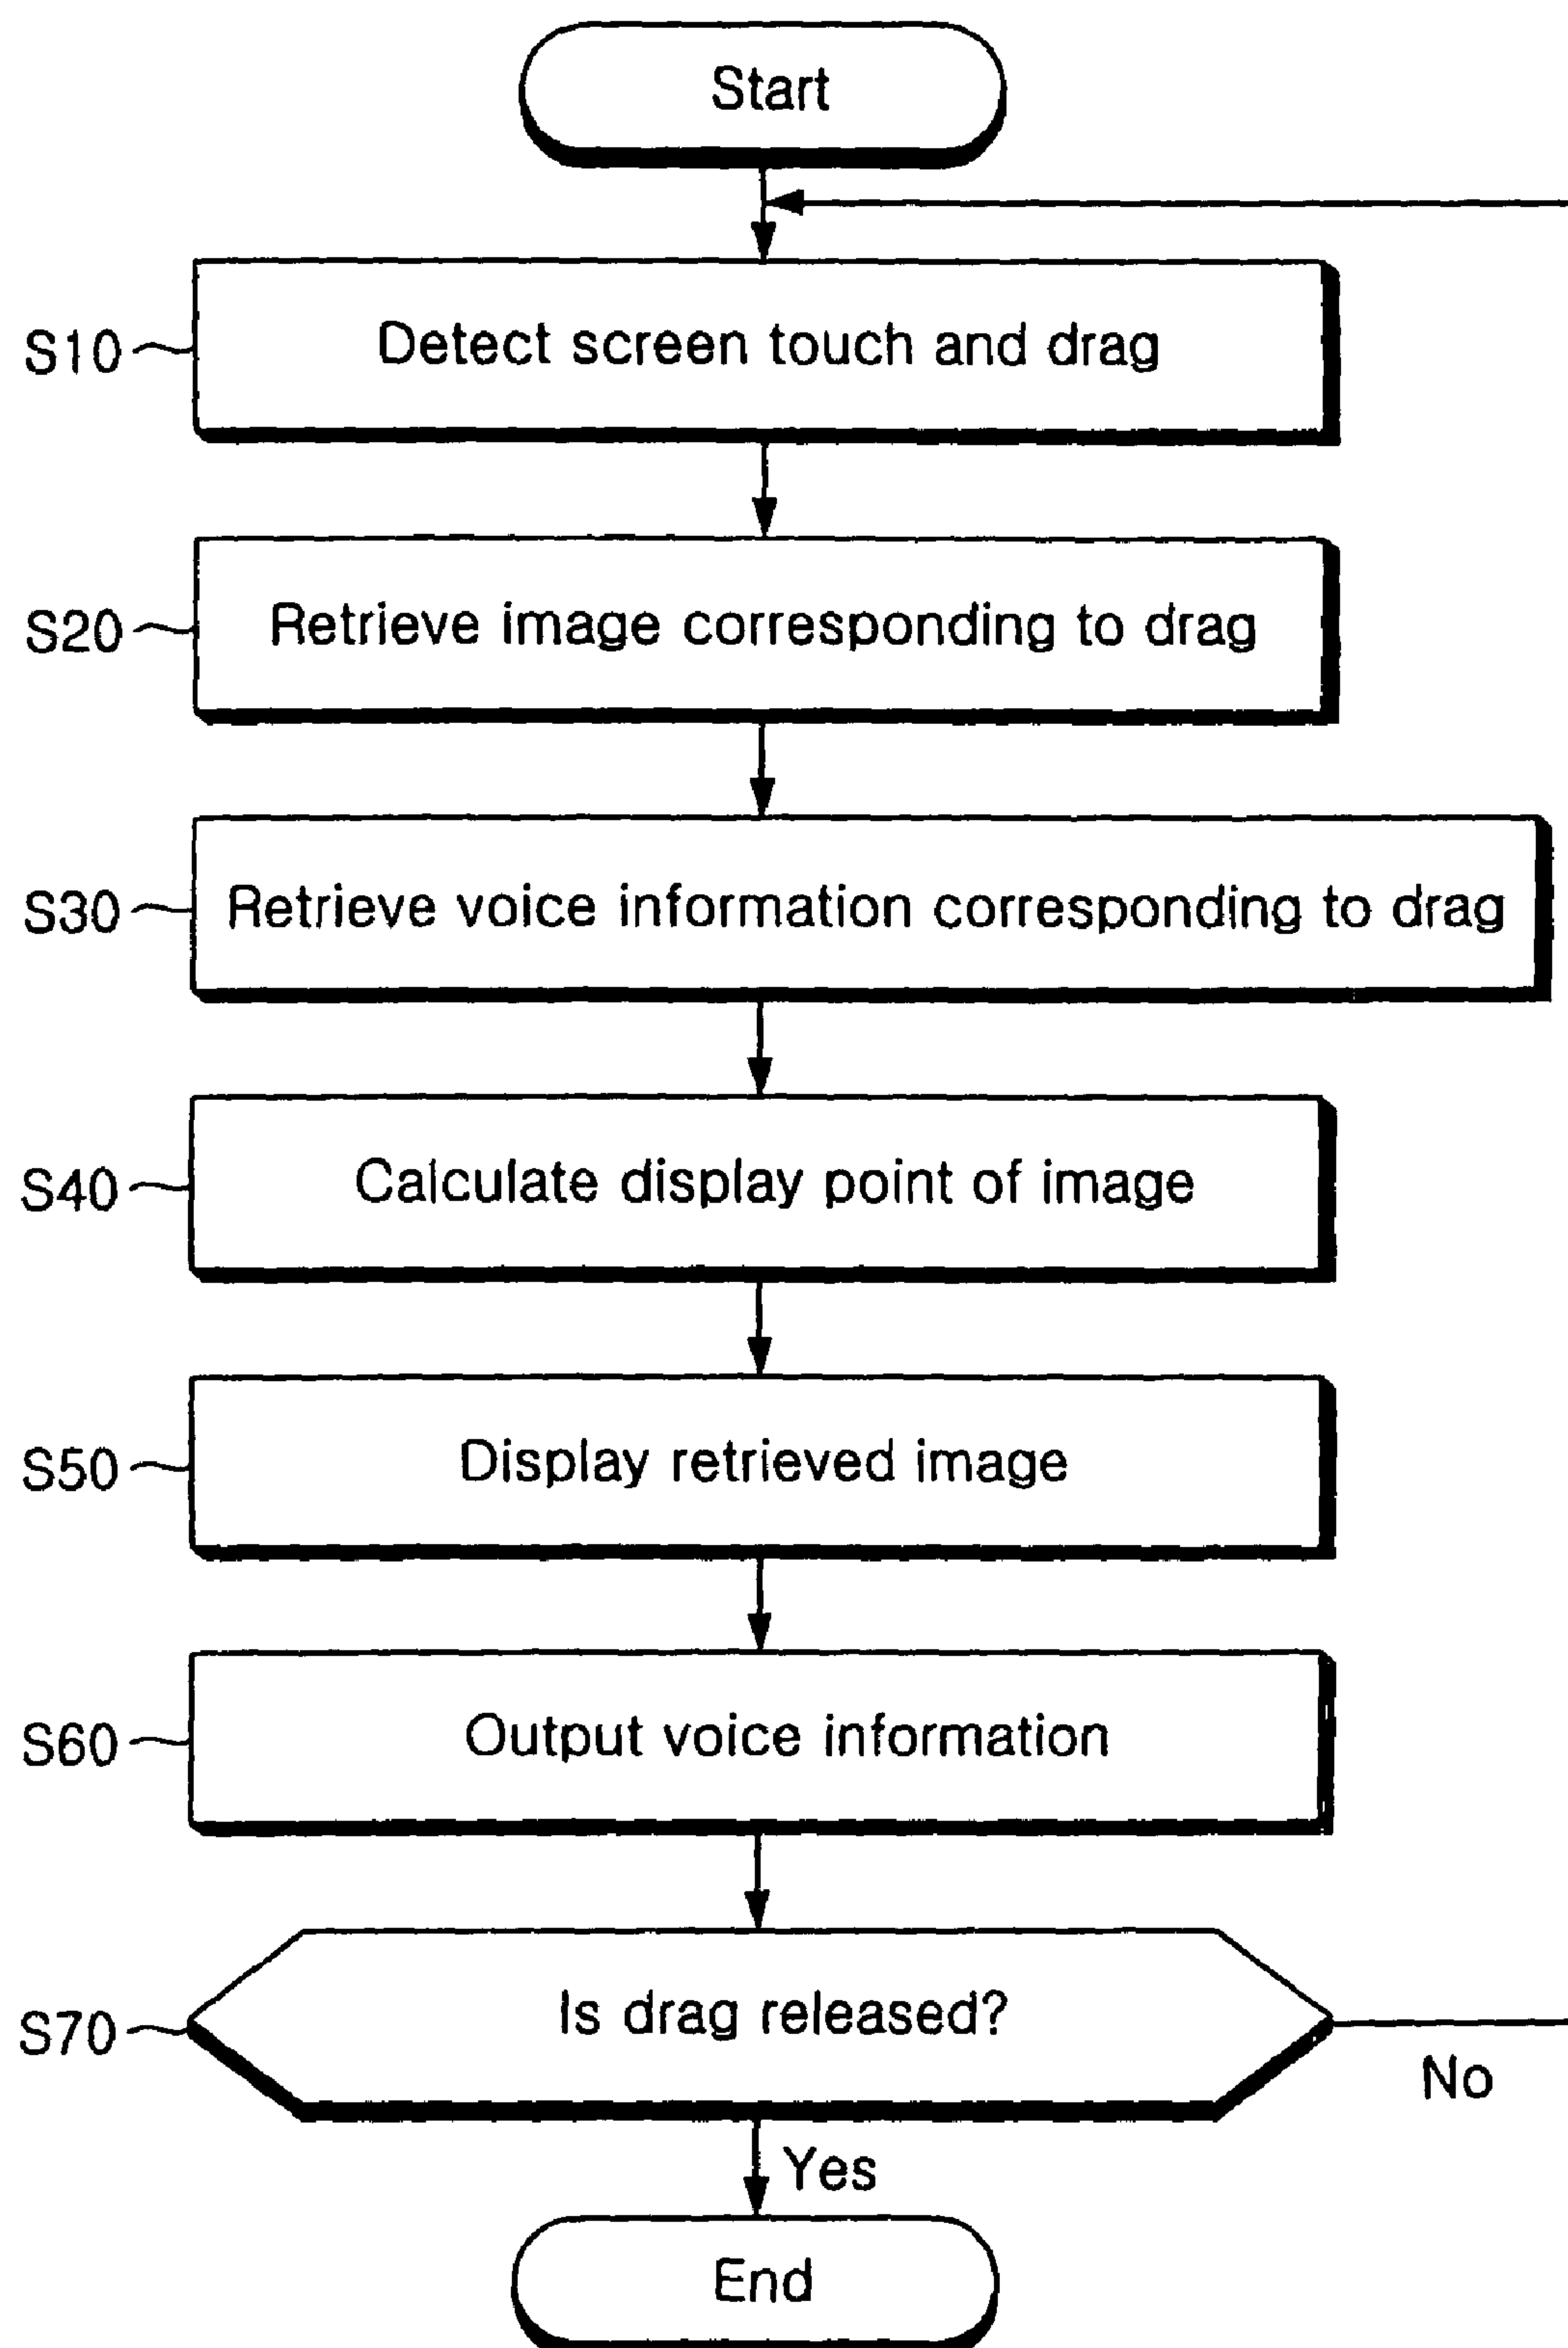 Start
S10
Detect screen touch and drag
S20
Retrieve image corresponding to drag
S30
Retrieve voice information corresponding to drag
S40
Calculate display point of image
S50
Display retrieved image
S60
Output voice information
S70
Is drag released?
No
Yes
End